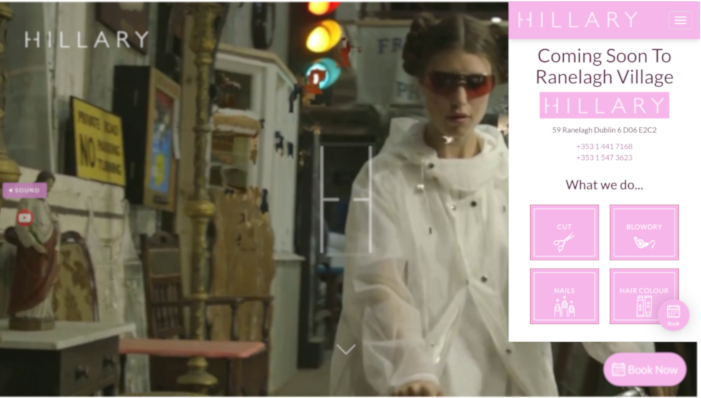 HILLARY
FR
PR
PRIVATE ROAD
NO PARKING
TURNING
SOUND
H
HILLARY
Coming Soon To
Ranelagh Village
HILLARY
59 Ranelagh Dublin 6 D06 E2C2
+353 1 441 7168
+353 1 547 3623
What we do...
CUT
BLOWDRY
NAILS
HAIR COLOUR
Book
Book Now